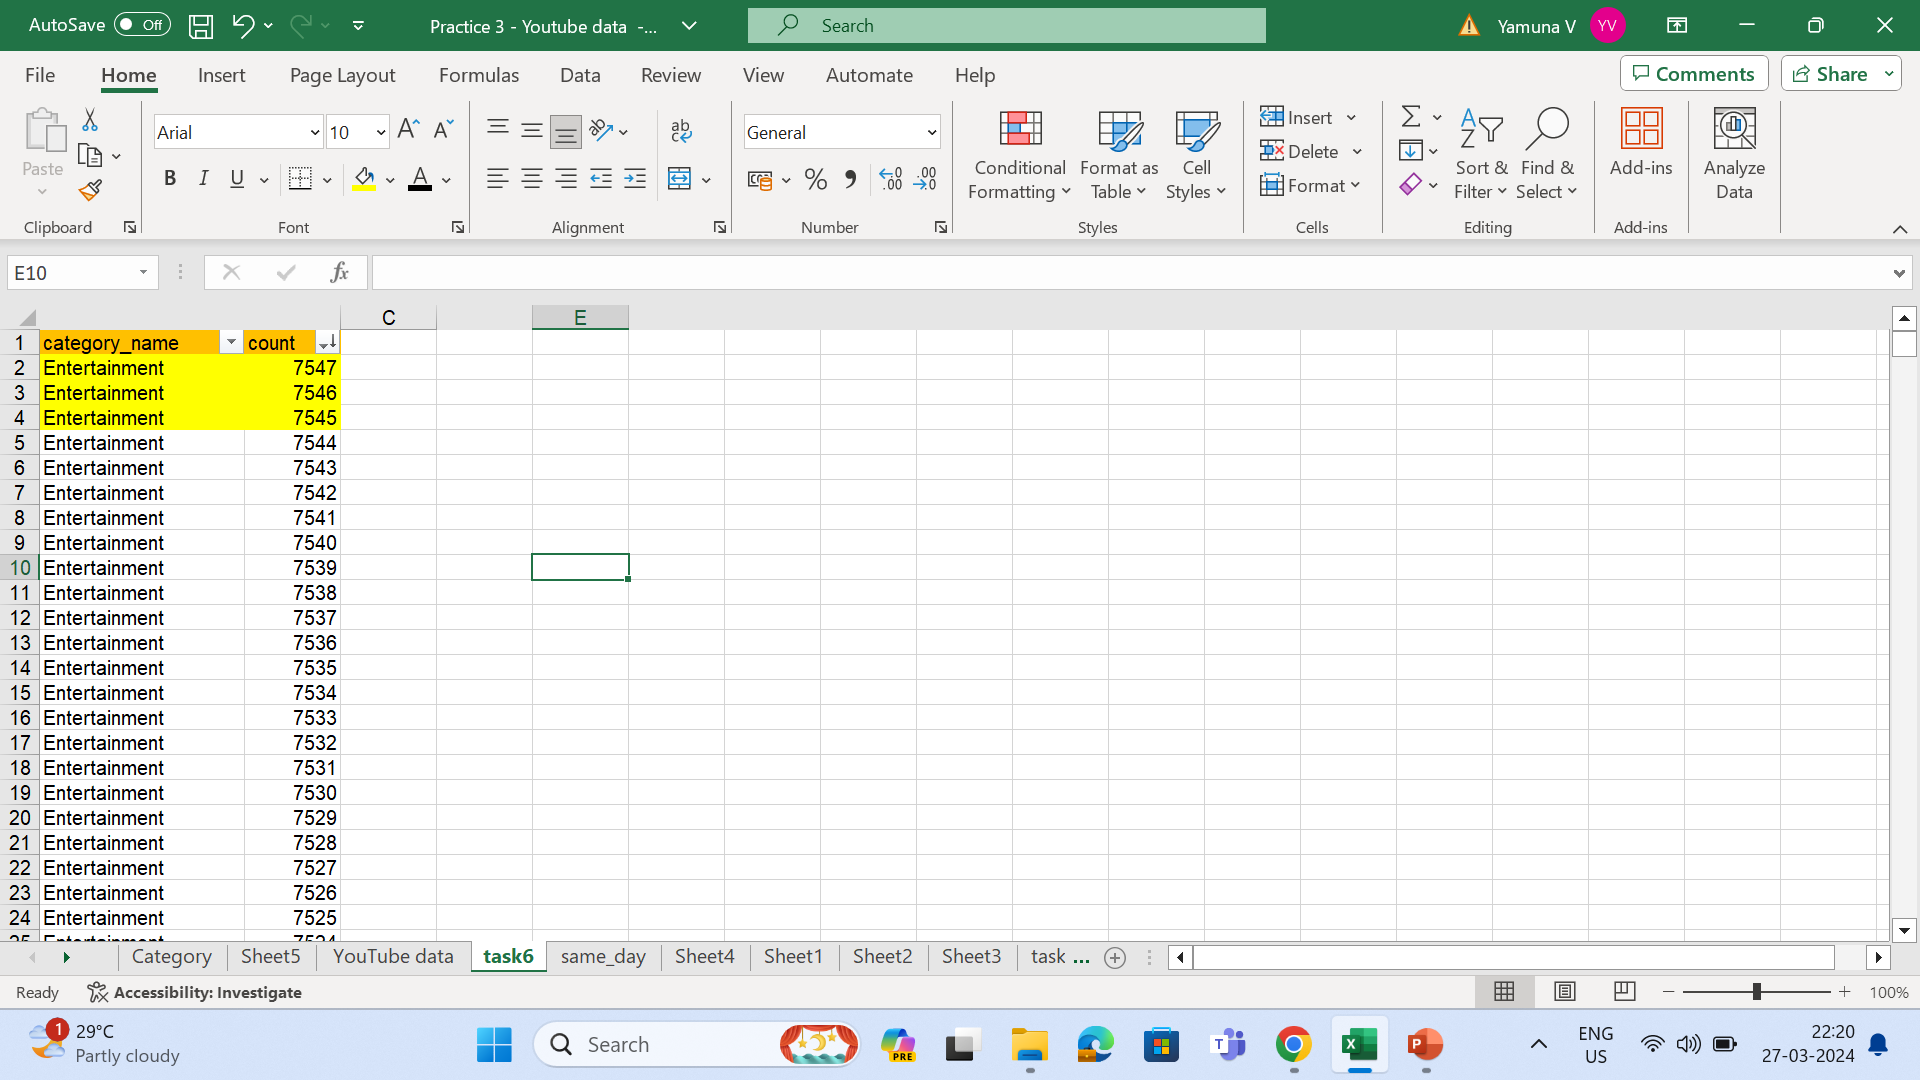 AutoSave Off Practice 3 - Youtube data -... Search Yamuna V YV
File Home Insert Page Layout Formulas Data Review View Automate Help Comments Share
Paste Arial 10 General Conditional Formatting Format as Table Cell Styles Insert Delete Format Sort & Filter Find & Select Add-ins Analyze Data
B I U A
Clipboard Font Alignment Number Styles Cells Editing Add-ins
E10 fx
C E
1 category_name count
2 Entertainment 7547
3 Entertainment 7546
4 Entertainment 7545
5 Entertainment 7544
6 Entertainment 7543
7 Entertainment 7542
8 Entertainment 7541
9 Entertainment 7540
10 Entertainment 7539
11 Entertainment 7538
12 Entertainment 7537
13 Entertainment 7536
14 Entertainment 7535
15 Entertainment 7534
16 Entertainment 7533
17 Entertainment 7532
18 Entertainment 7531
19 Entertainment 7530
20 Entertainment 7529
21 Entertainment 7528
22 Entertainment 7527
23 Entertainment 7526
24 Entertainment 7525
Category Sheet5 YouTube data task6 same_day Sheet4 Sheet1 Sheet2 Sheet3 task ...
Ready Accessibility: Investigate 100%
1 29°C Search PRE ENG 22:20
Partly cloudy US 27-03-2024